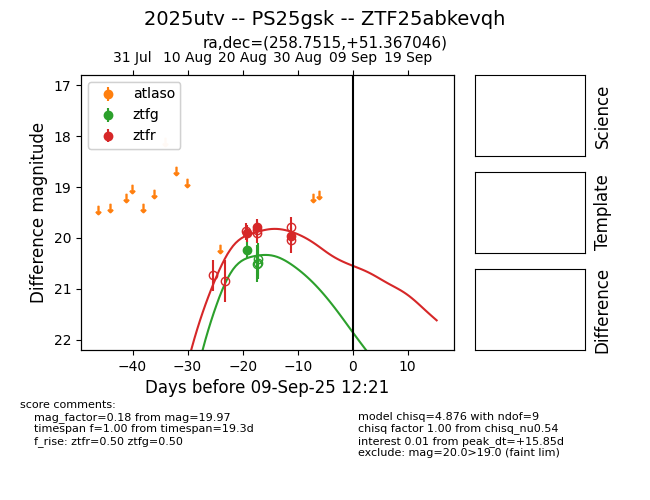 2025utv -- PS25gsk -- ZTF25abkevqh
ra,dec=(258.7515,+51.367046)
31 Jul 10 Aug 20 Aug 30 Aug 09 Sep 19 Sep
atlaso
ztfg
ztfr
17
18
19
20
21
22
Difference magnitude
−40 −30 −20 −10 0 10
Days before 09-Sep-25 12:21
Science
Template
Difference
score comments:
mag_factor=0.18 from mag=19.97
timespan f=1.00 from timespan=19.3d
f_rise: ztfr=0.50 ztfg=0.50
model chisq=4.876 with ndof=9
chisq factor 1.00 from chisq_nu0.54
interest 0.01 from peak_dt=+15.85d
exclude: mag=20.0>19.0 (faint lim)